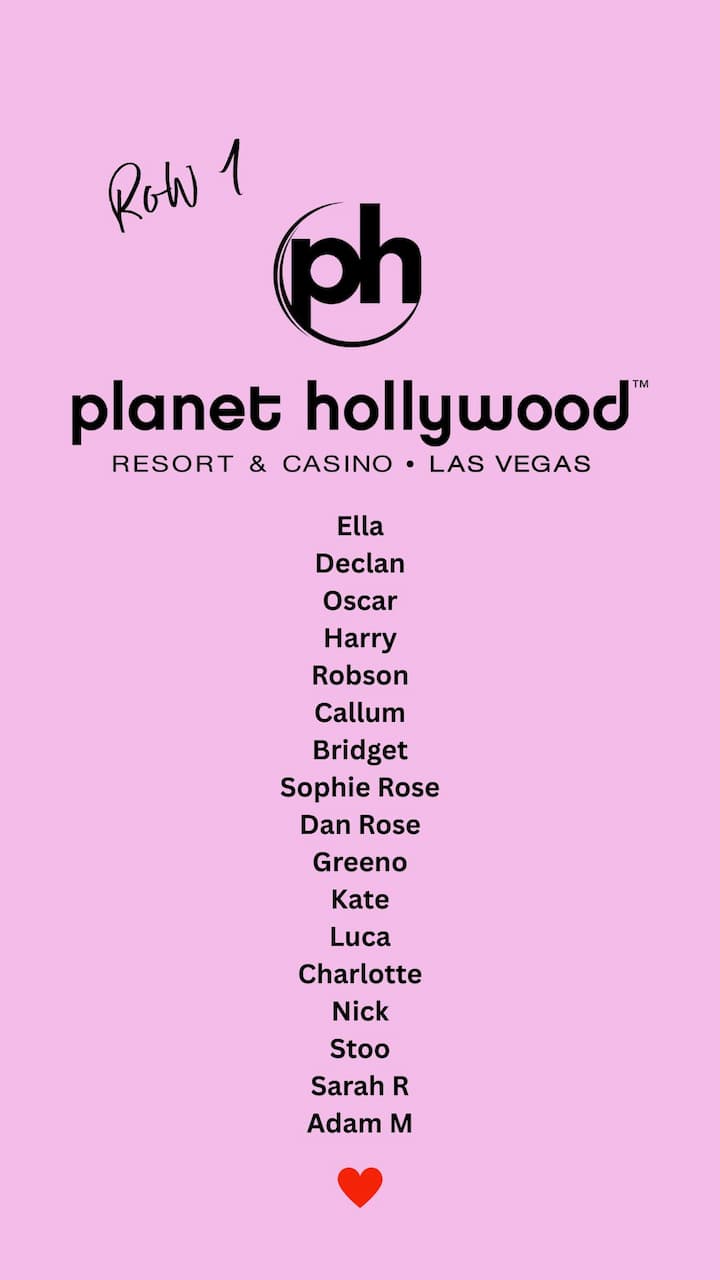 Row 1
ph
planet hollywood™
RESORT & CASINO • LAS VEGAS
Ella
Declan
Oscar
Harry
Robson
Callum
Bridget
Sophie Rose
Dan Rose
Greeno
Kate
Luca
Charlotte
Nick
Stoo
Sarah R
Adam M